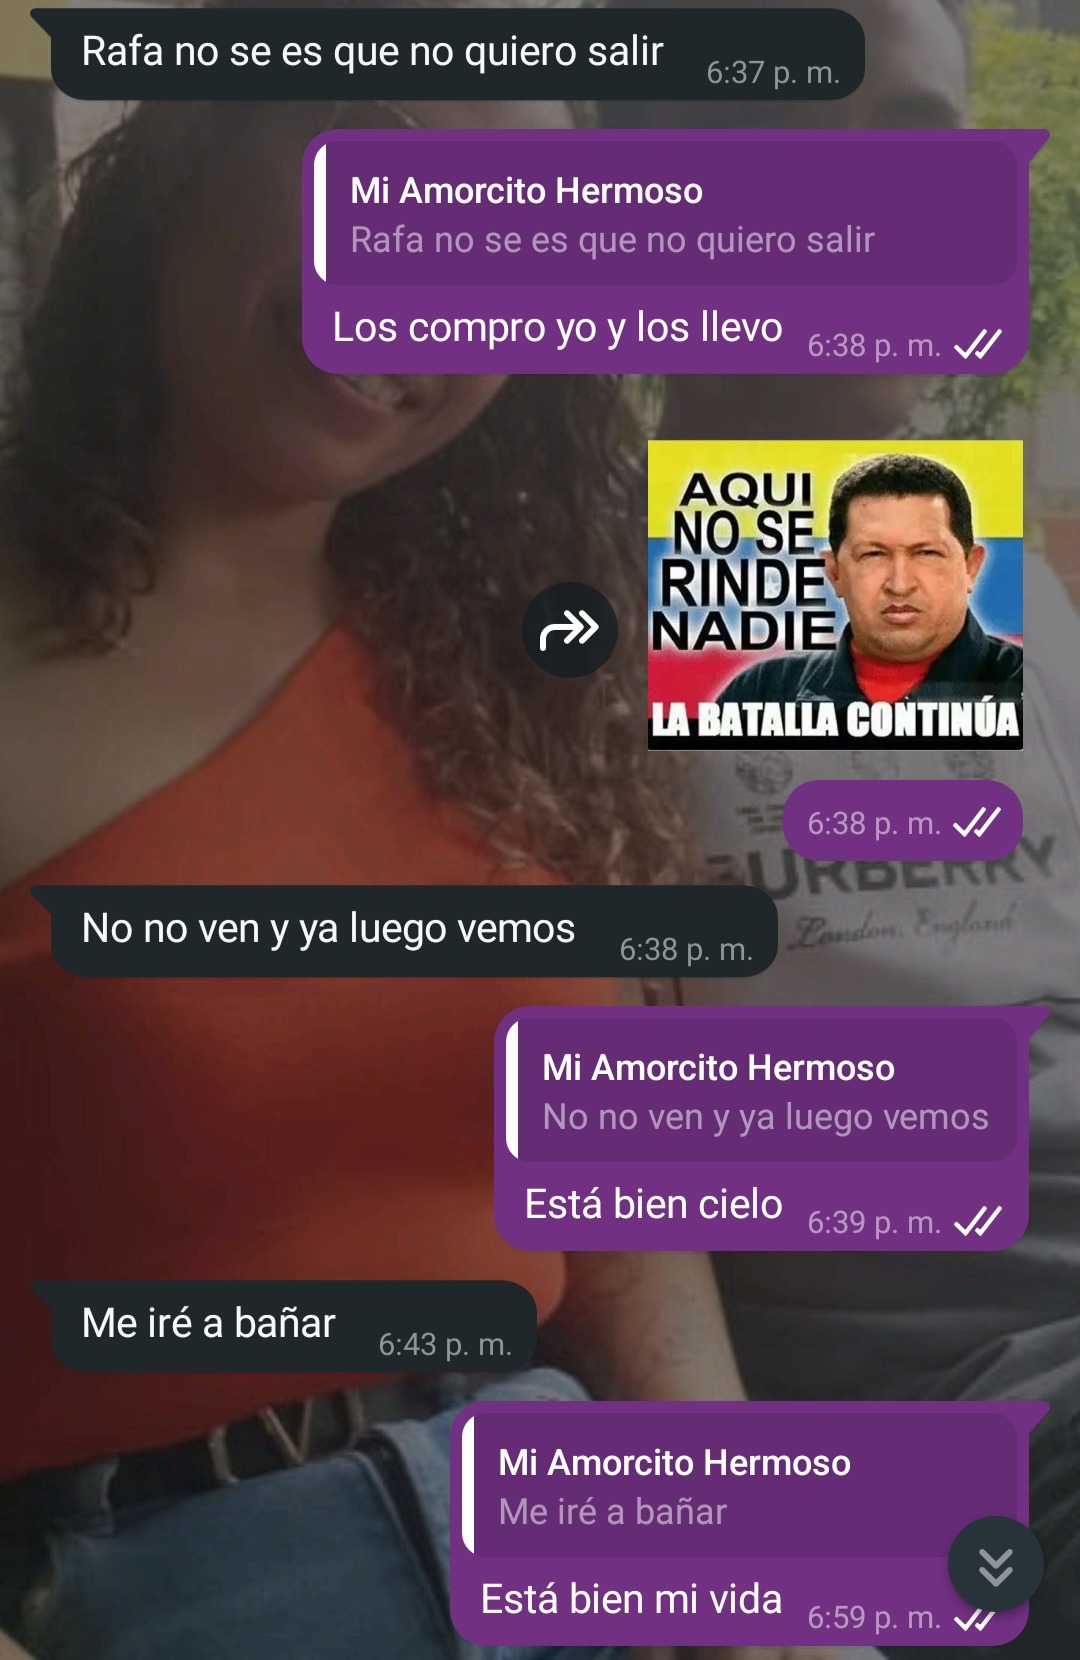 Rafa no se es que no quiero salir
6:37 p. m.
Mi Amorcito Hermoso
Rafa no se es que no quiero salir
Los compro yo y los llevo
6:38 p. m.
AQUI
NO SE
RINDE
NADIE
LA BATALLA CONTINÚA
6:38 p. m.
URBERRY
London, England
No no ven y ya luego vemos
6:38 p. m.
Mi Amorcito Hermoso
No no ven y ya luego vemos
Está bien cielo
6:39 p. m.
Me iré a bañar
6:43 p. m.
Mi Amorcito Hermoso
Me iré a bañar
Está bien mi vida
6:59 p. m.